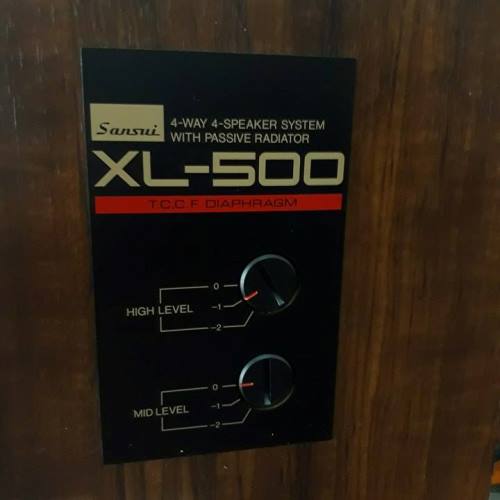 Sansui
4-WAY 4-SPEAKER SYSTEM
WITH PASSIVE RADIATOR
XL-500
T.C.C.F. DIAPHRAGM
0
HIGH LEVEL -1
-2
0
MID LEVEL -1
-2